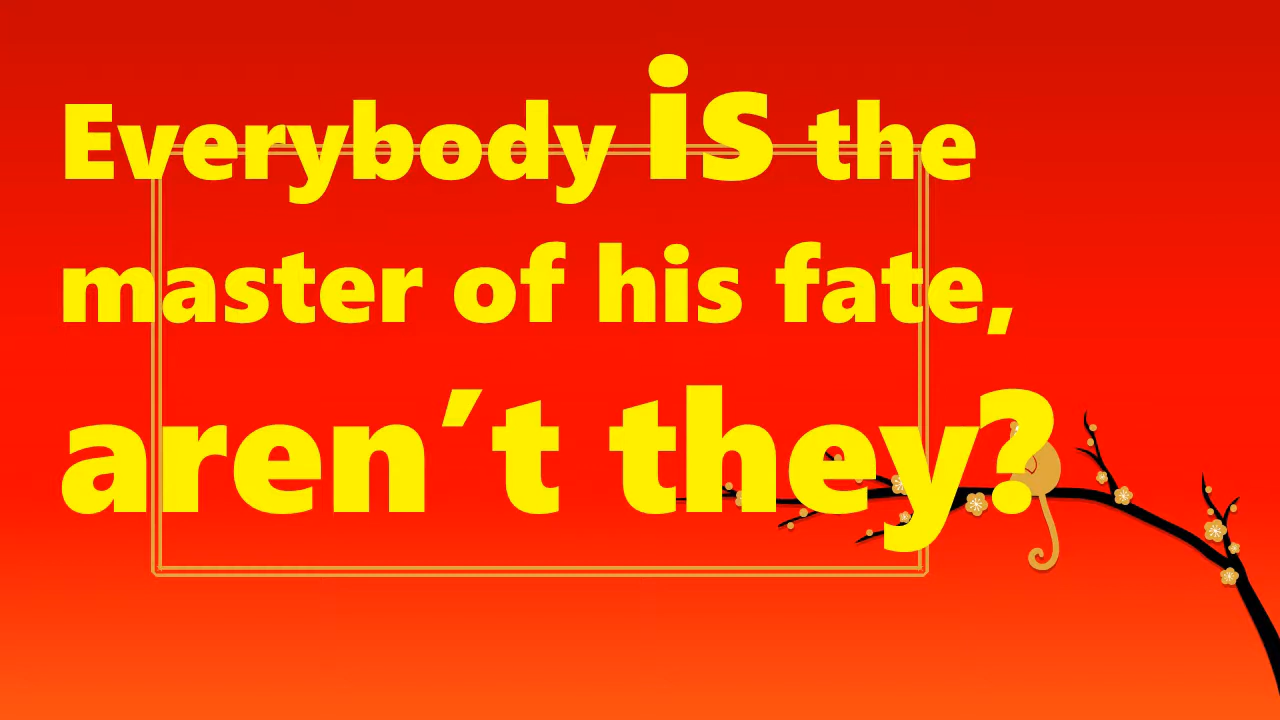 Everybody is the
master of his fate,
aren’t they?